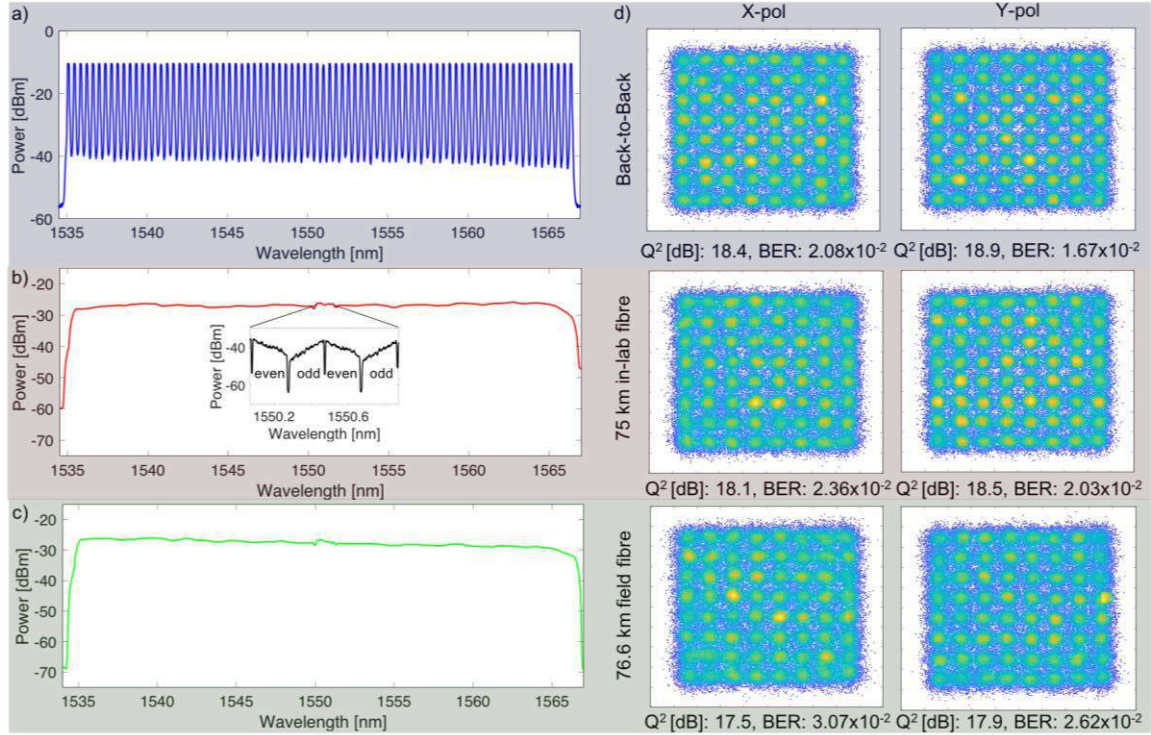 a)
0
-20
-40
-60
Power [dBm]
1535 1540 1545 1550 1555 1560 1565
Wavelength [nm]
b)
-20
-30
-40
-50
-60
-70
Power [dBm]
-40
-60
Power [dBm]
even odd even odd
1550.2 1550.6
Wavelength [nm]
1535 1540 1545 1550 1555 1560 1565
Wavelength [nm]
c)
-20
-30
-40
-50
-60
-70
Power [dBm]
1535 1540 1545 1550 1555 1560 1565
Wavelength [nm]
d) X-pol Y-pol
Back-to-Back
Q² [dB]: 18.4, BER: 2.08x10⁻² Q² [dB]: 18.9, BER: 1.67x10⁻²
75 km in-lab fibre
Q² [dB]: 18.1, BER: 2.36x10⁻² Q² [dB]: 18.5, BER: 2.03x10⁻²
76.6 km field fibre
Q² [dB]: 17.5, BER: 3.07x10⁻² Q² [dB]: 17.9, BER: 2.62x10⁻²